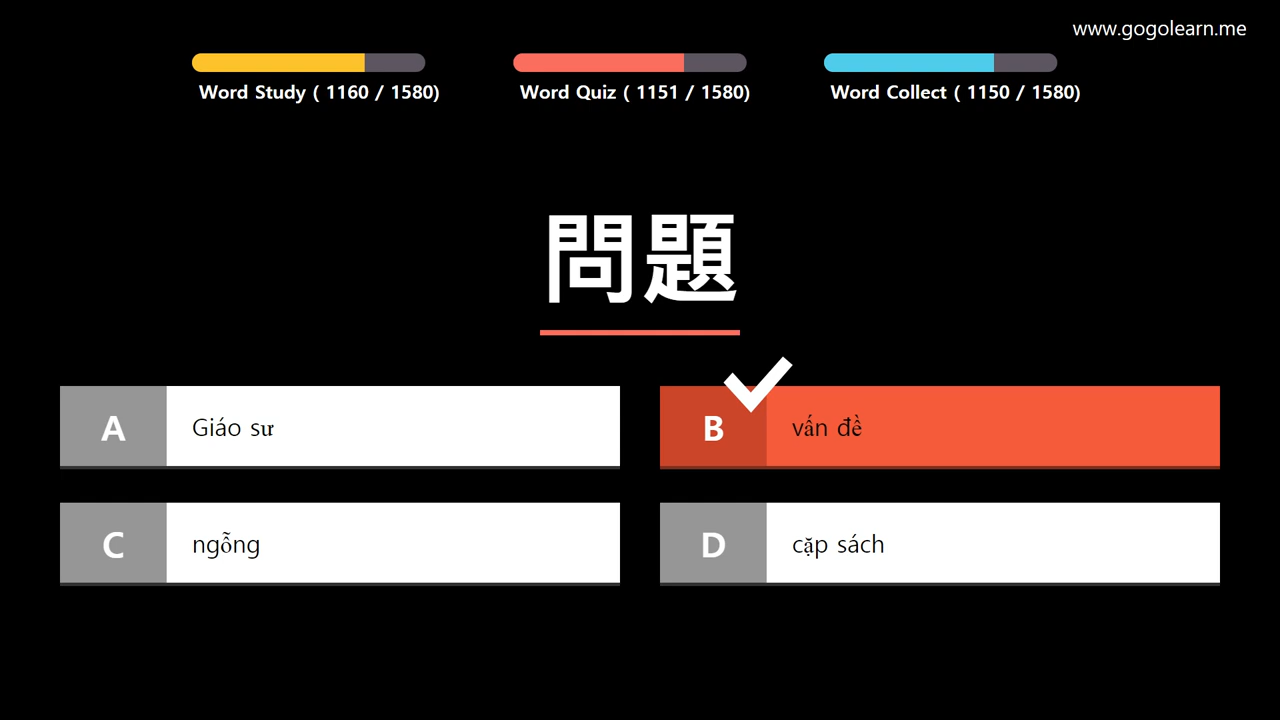 www.gogolearn.me
Word Study ( 1160 / 1580)
Word Quiz ( 1151 / 1580)
Word Collect ( 1150 / 1580)
問題
A
Giáo sư
B
vấn đề
C
ngỗng
D
cặp sách